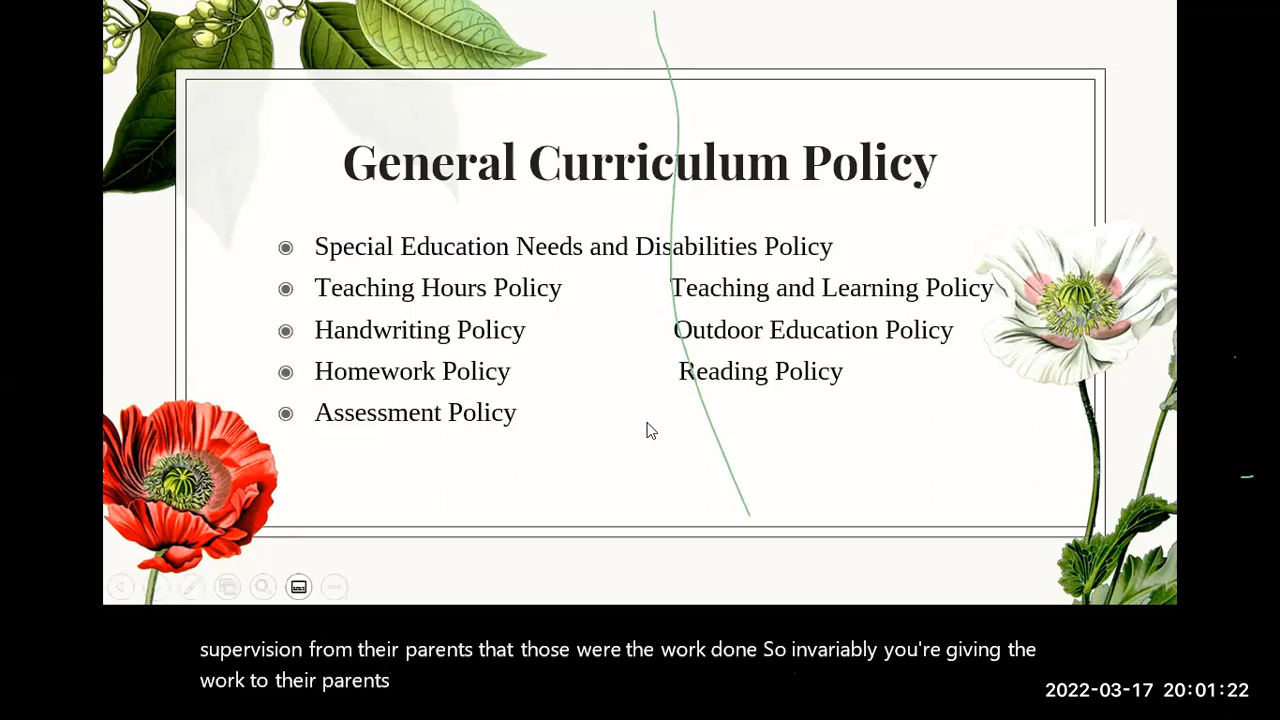 General Curriculum Policy
Special Education Needs and Disabilities Policy
Teaching Hours Policy Teaching and Learning Policy
Handwriting Policy Outdoor Education Policy
Homework Policy Reading Policy
Assessment Policy
supervision from their parents that those were the work done So invariably you're giving the
work to their parents
2022-03-17 20:01:22